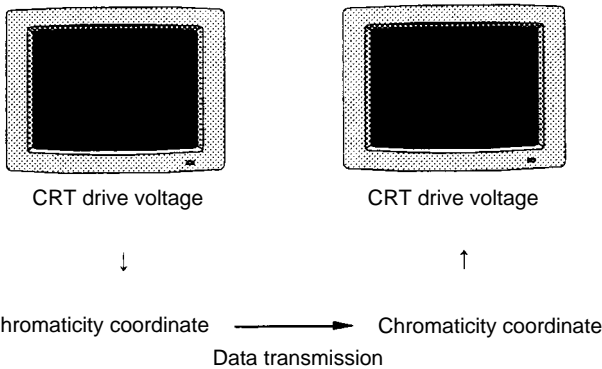 CRT drive voltage CRT drive voltage
↓ ↑
hromaticity coordinate → Chromaticity coordinate
Data transmission